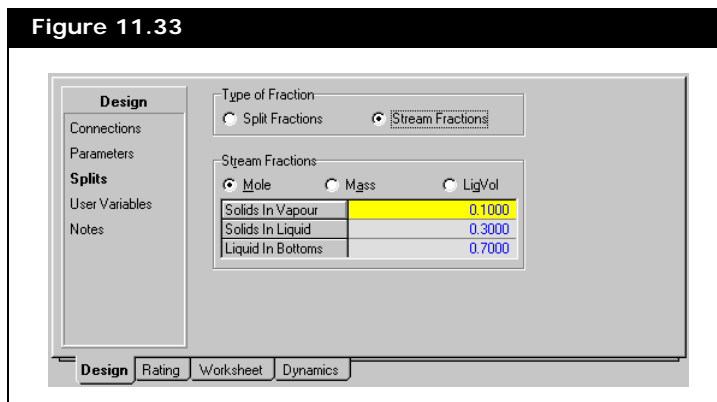 Figure 11.33
Design
Connections
Parameters
Splits
User Variables
Notes
Type of Fraction
Split Fractions Stream Fractions
Stream Fractions
Mole Mass LiqVol
Solids In Vapour 0.1000
Solids In Liquid 0.3000
Liquid In Bottoms 0.7000
Design Rating Worksheet Dynamics